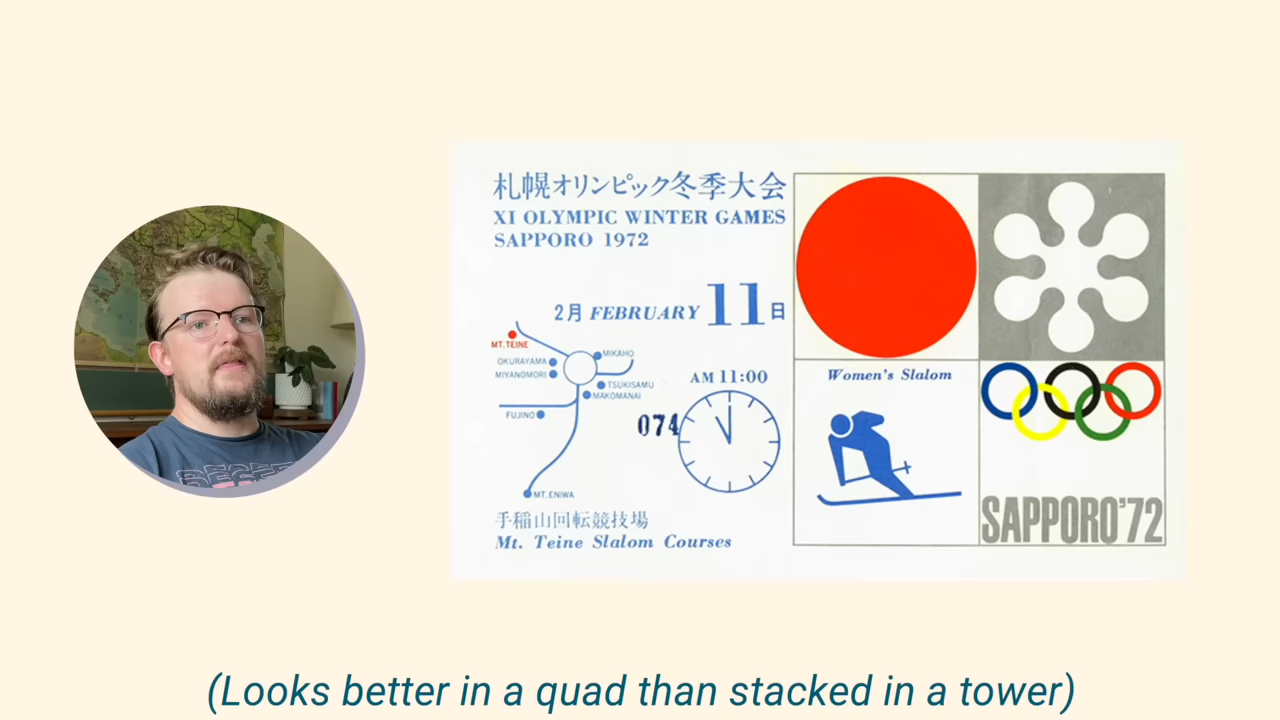 札幌オリンピック冬季大会
XI OLYMPIC WINTER GAMES
SAPPORO 1972
2月 FEBRUARY 11日
MT.TEINE
OKURAYAMA
MIYANOMORI
MIKAHO
TSUKISAMU
MAKOMANAI
FUJINO
MT.ENIWA
AM 11:00
074
手稲山回転競技場
Mt. Teine Slalom Courses
Women's Slalom
SAPPORO'72
(Looks better in a quad than stacked in a tower)